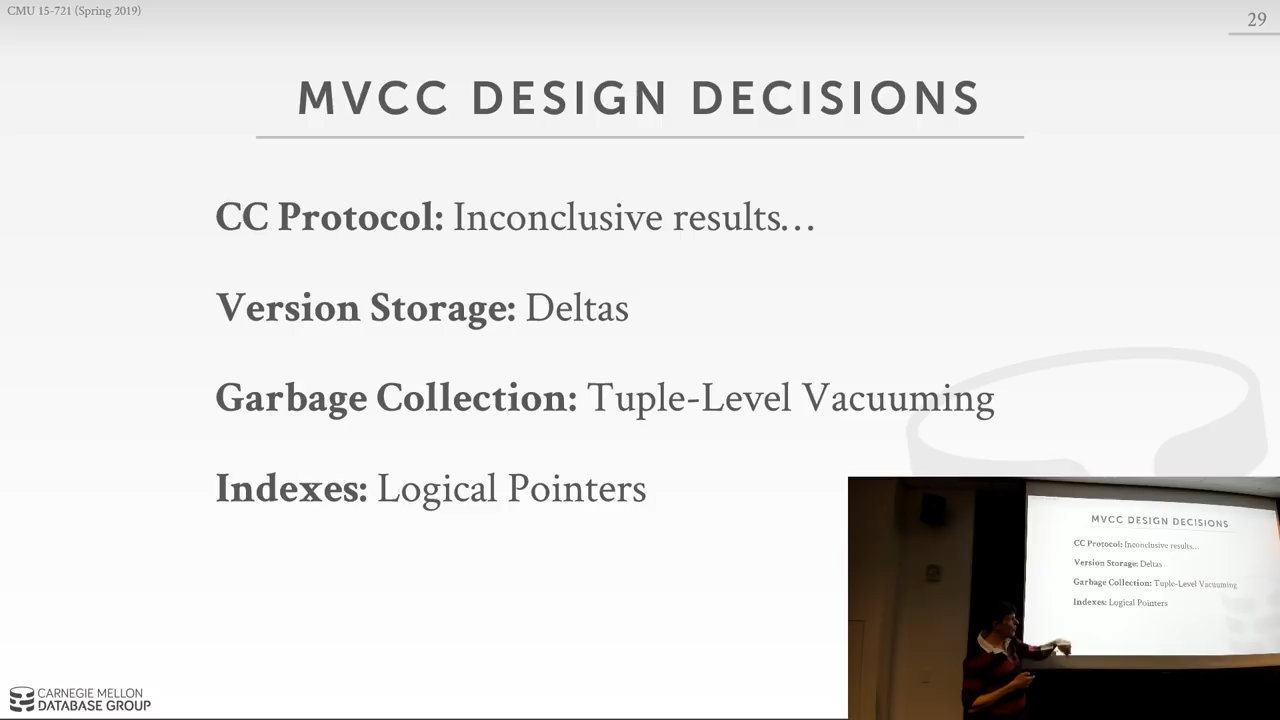 CMU 15-721 (Spring 2019)
29
MVCC DESIGN DECISIONS
CC Protocol: Inconclusive results…
Version Storage: Deltas
Garbage Collection: Tuple-Level Vacuuming
Indexes: Logical Pointers
MVCC DESIGN DECISIONS
CC Protocol: Inconclusive results…
Version Storage: Deltas
Garbage Collection: Tuple-Level Vacuuming
Indexes: Logical Pointers
CARNEGIE MELLON
DATABASE GROUP